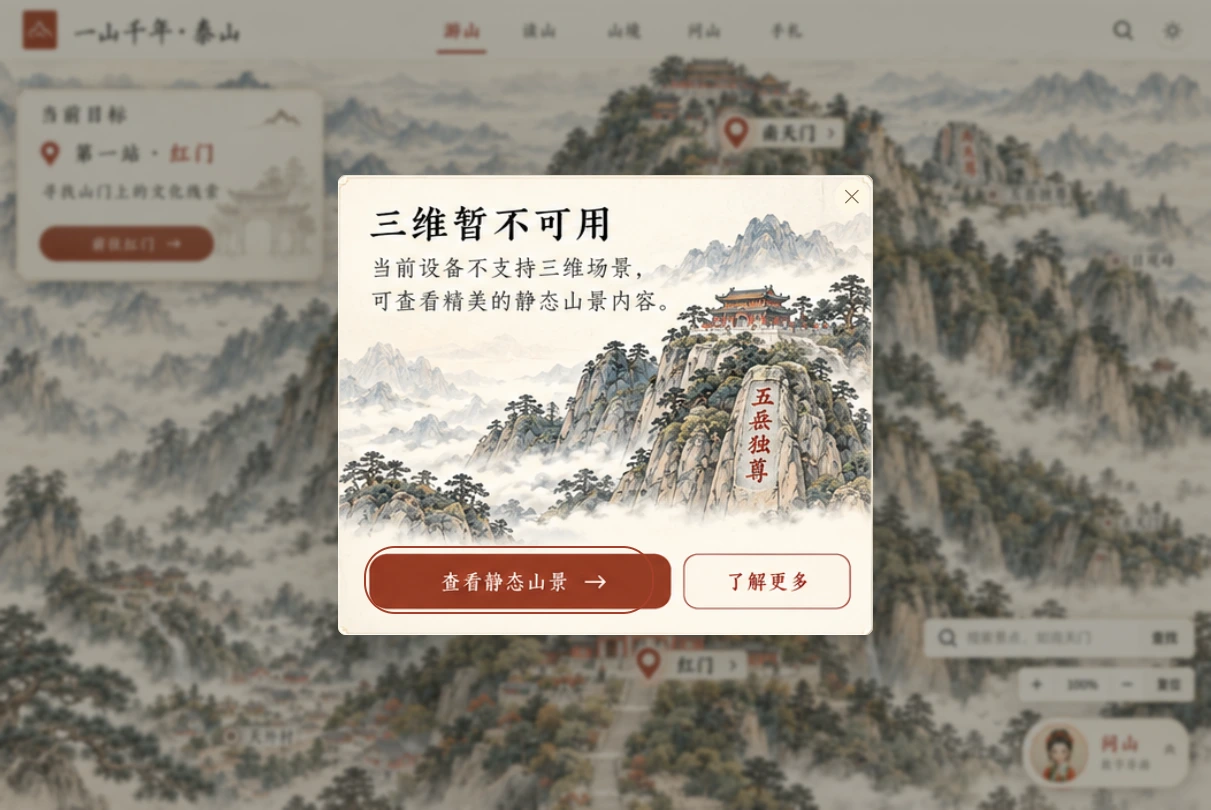 一山千年·泰山
游山
读山
山境
问山
手札
当前目标
第一站·红门
寻找山门上的文化线索
前往红门 →
南天门 ›
三维暂不可用
当前设备不支持三维场景，
可查看精美的静态山景内容。
五岳独尊
查看静态山景 →
了解更多
红门 ›
查找
+ 100% − 复位
问山